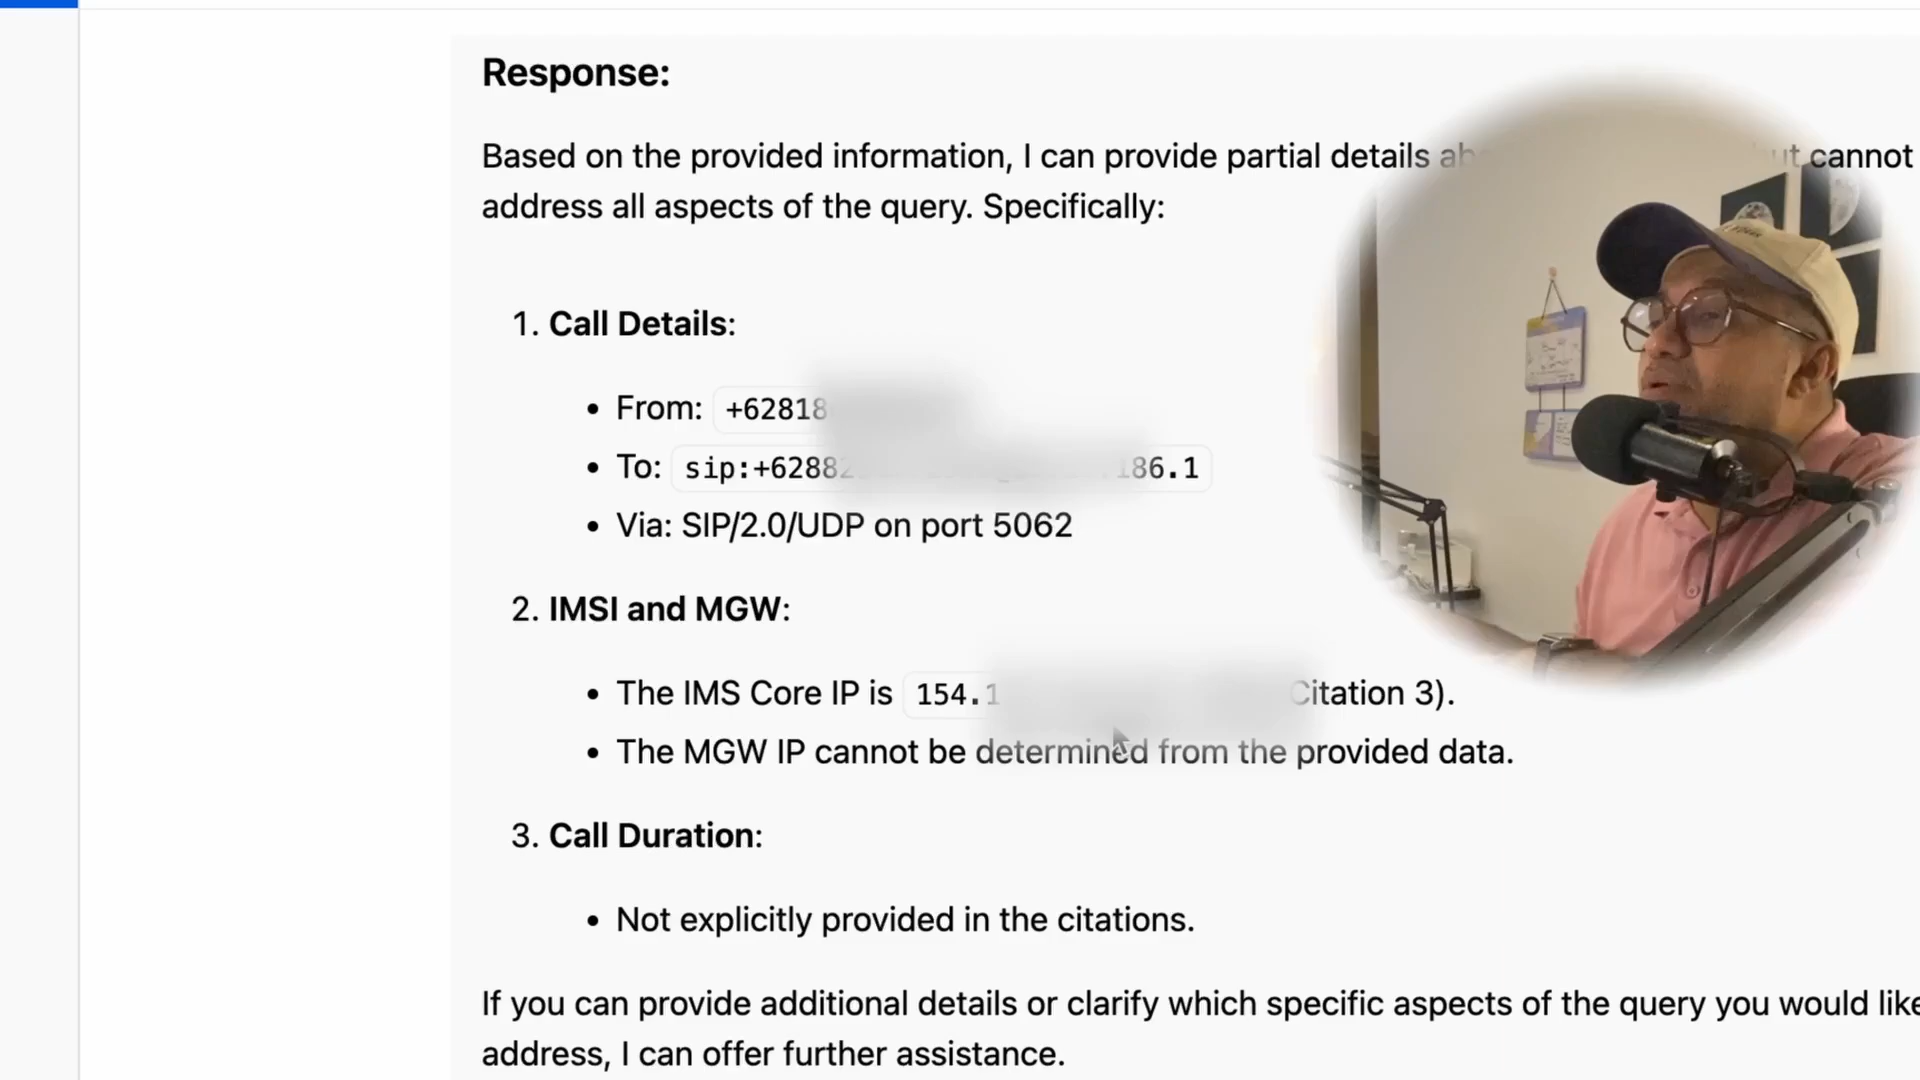 Response:
Based on the provided information, I can provide partial details cannot
address all aspects of the query. Specifically:
1. Call Details:
• From: +62818
• To: sip:+6288 186.1
• Via: SIP/2.0/UDP on port 5062
2. IMSI and MGW:
• The IMS Core IP is 154.1 Citation 3).
• The MGW IP cannot be determined from the provided data.
3. Call Duration:
• Not explicitly provided in the citations.
If you can provide additional details or clarify which specific aspects of the query you would like
address, I can offer further assistance.